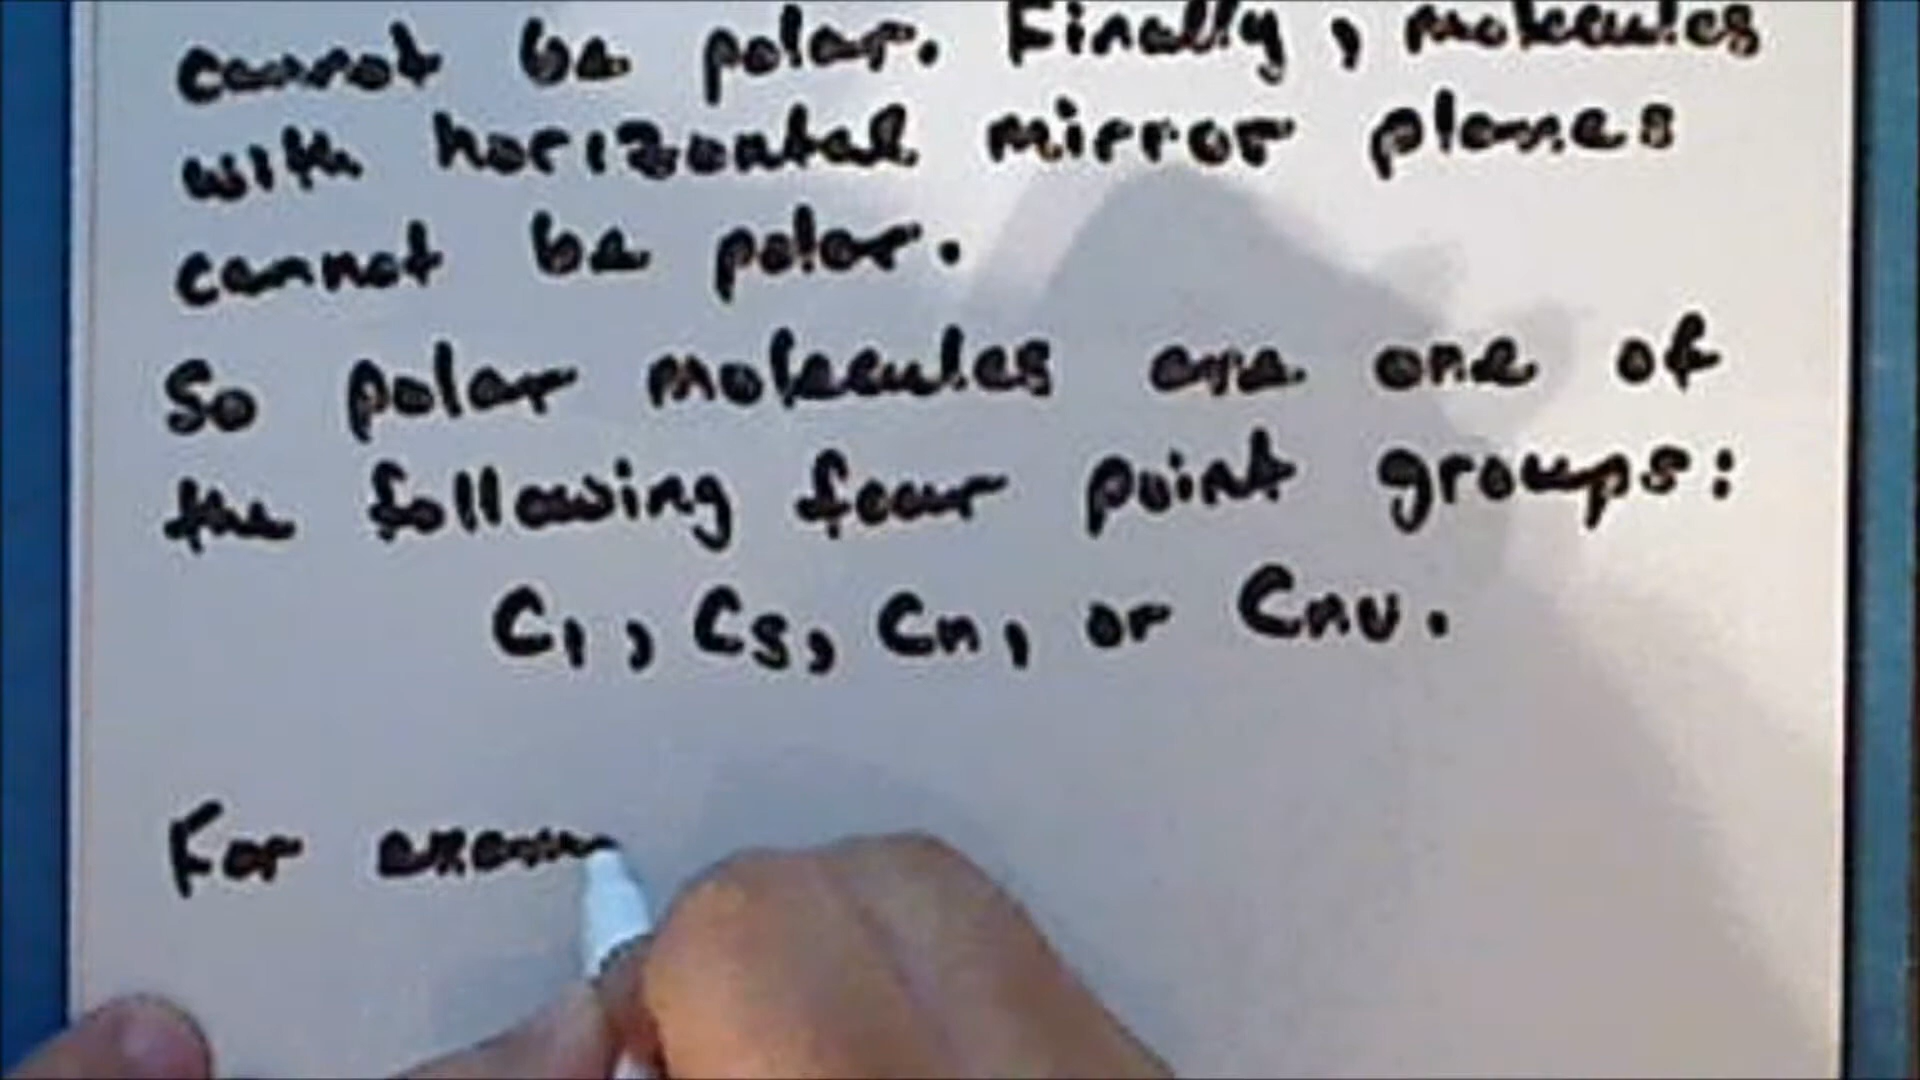 cannot be polar. Finally, molecules
with horizontal mirror planes
cannot be polar.
So polar molecules are one of
the following four point groups:
C1, Cs, Cn, or Cnv.
For exam